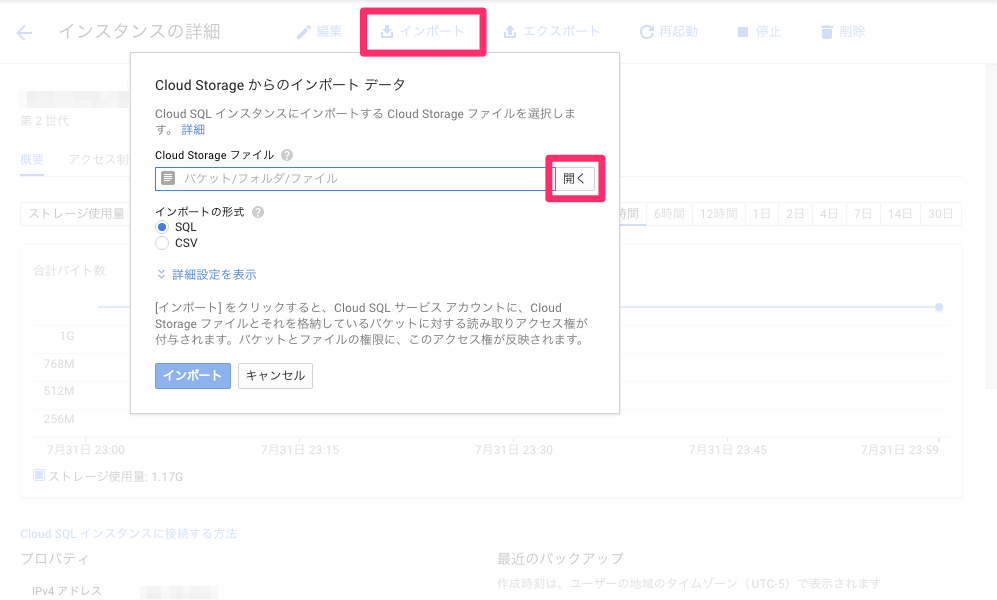 インスタンスの詳細
編集
インポート
エクスポート
再起動
停止
削除
第 2 世代
概要
アクセス制
ストレージ使用量
時間
6時間
12時間
1日
2日
4日
7日
14日
30日
Cloud Storage からのインポート データ
Cloud SQL インスタンスにインポートする Cloud Storage ファイルを選択しま
す。 詳細
Cloud Storage ファイル
バケット/フォルダ/ファイル
開く
インポートの形式
SQL
CSV
詳細設定を表示
[インポート] をクリックすると、Cloud SQL サービス アカウントに、Cloud
Storage ファイルとそれを格納しているバケットに対する読み取りアクセス権が
付与されます。バケットとファイルの権限に、このアクセス権が反映されます。
インポート
キャンセル
合計バイト数
1G
768M
512M
256M
7月31日 23:00
7月31日 23:15
7月31日 23:30
7月31日 23:45
7月31日 23:59
ストレージ使用量: 1.17G
Cloud SQL インスタンスに接続する方法
プロパティ
IPv4 アドレス
最近のバックアップ
作成時刻は、ユーザーの地域のタイムゾーン（UTC-5）で表示されます